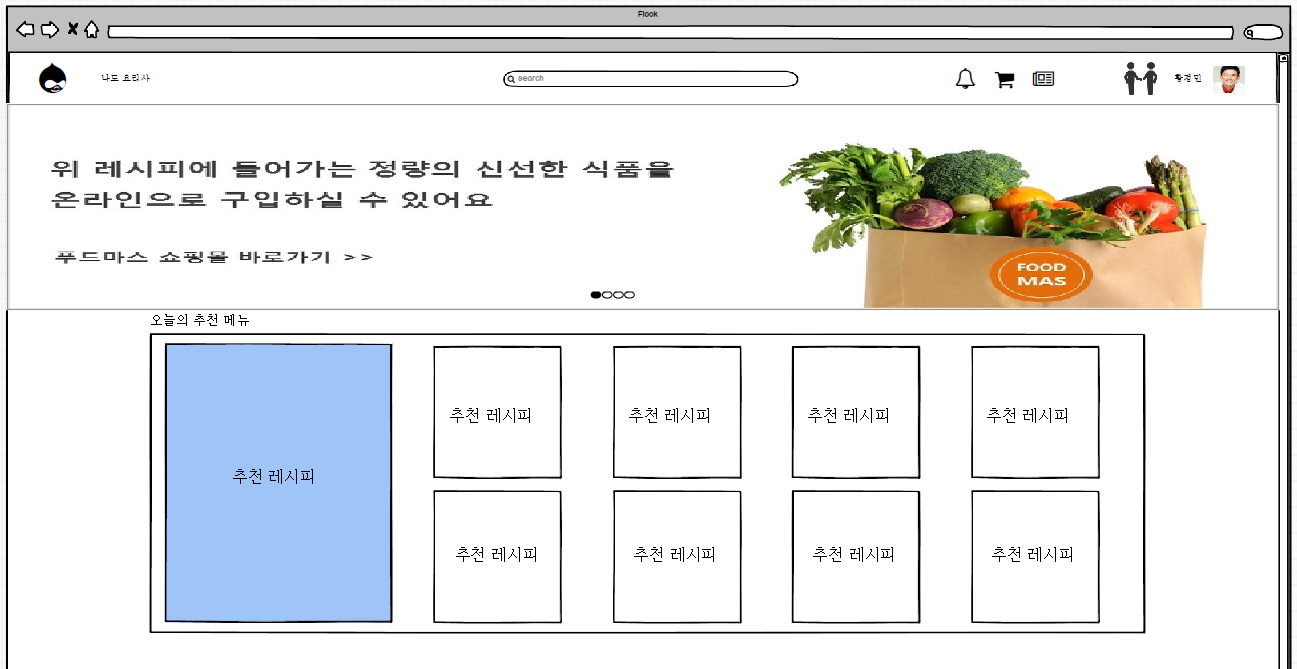 Flook
나도 요리사
search
황경민
위 레시피에 들어가는 정량의 신선한 식품을
온라인으로 구입하실 수 있어요
푸드마스 쇼핑몰 바로가기 >>
FOOD
MAS
오늘의 추천 메뉴
추천 레시피
추천 레시피
추천 레시피
추천 레시피
추천 레시피
추천 레시피
추천 레시피
추천 레시피
추천 레시피